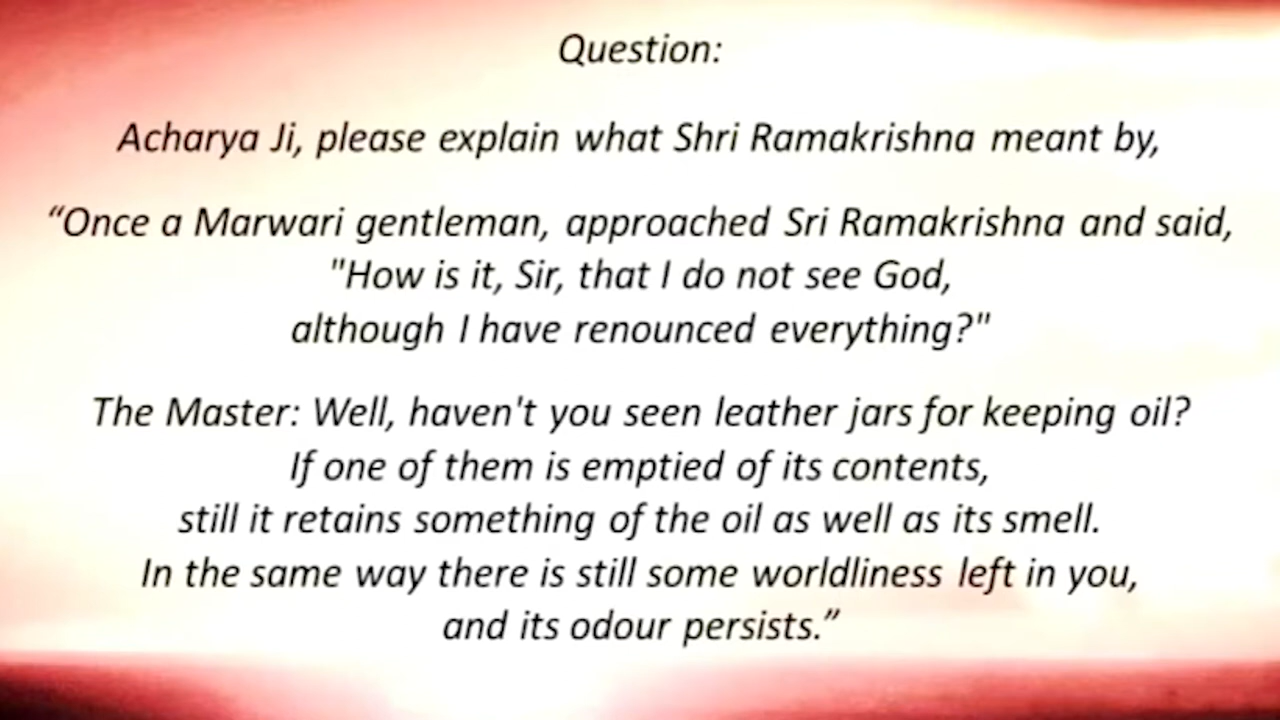 Question:
Acharya Ji, please explain what Shri Ramakrishna meant by,
“Once a Marwari gentleman, approached Sri Ramakrishna and said,
"How is it, Sir, that I do not see God,
although I have renounced everything?"
The Master: Well, haven't you seen leather jars for keeping oil?
If one of them is emptied of its contents,
still it retains something of the oil as well as its smell.
In the same way there is still some worldliness left in you,
and its odour persists.”